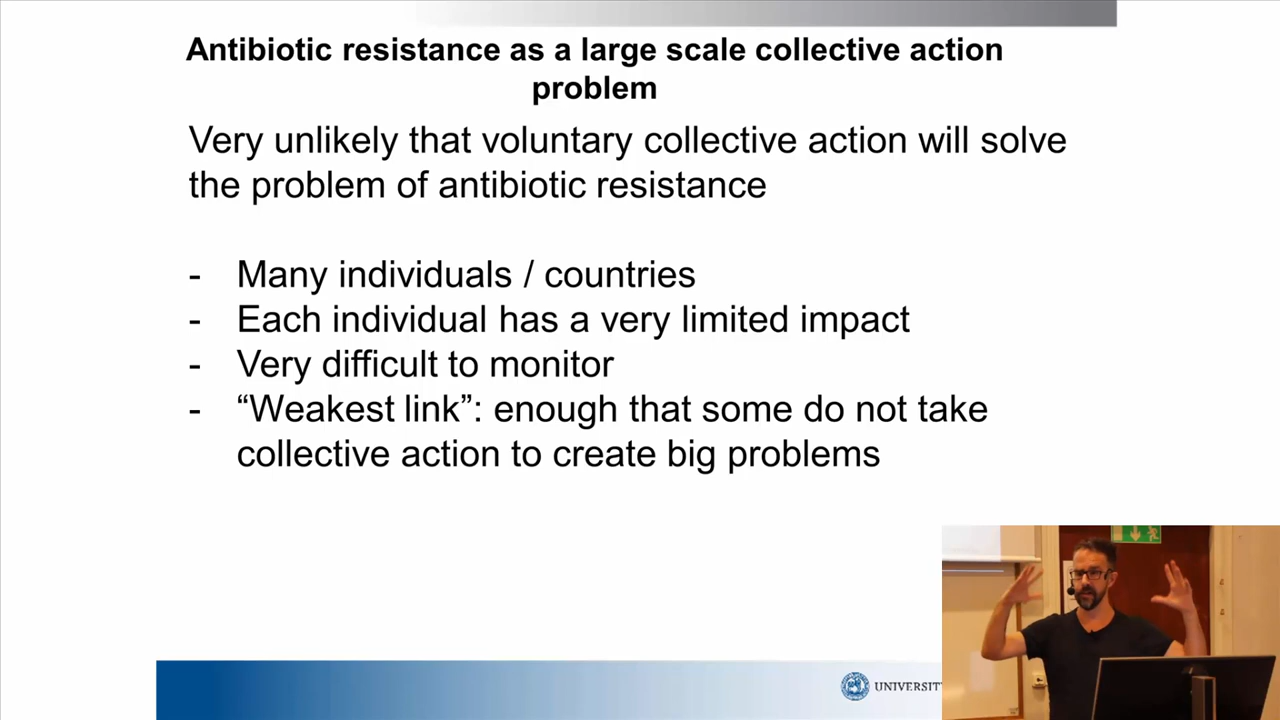 Antibiotic resistance as a large scale collective action
problem
Very unlikely that voluntary collective action will solve
the problem of antibiotic resistance
- Many individuals / countries
- Each individual has a very limited impact
- Very difficult to monitor
- “Weakest link”: enough that some do not take
collective action to create big problems
UNIVERSITY